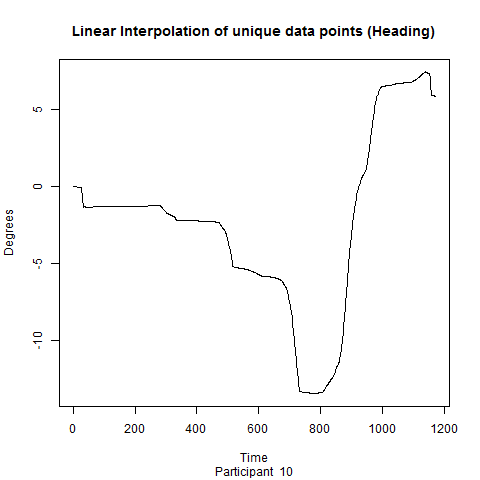 Linear Interpolation of unique data points (Heading)
Degrees
5
0
-5
-10
0 200 400 600 800 1000 1200
Time
Participant 10